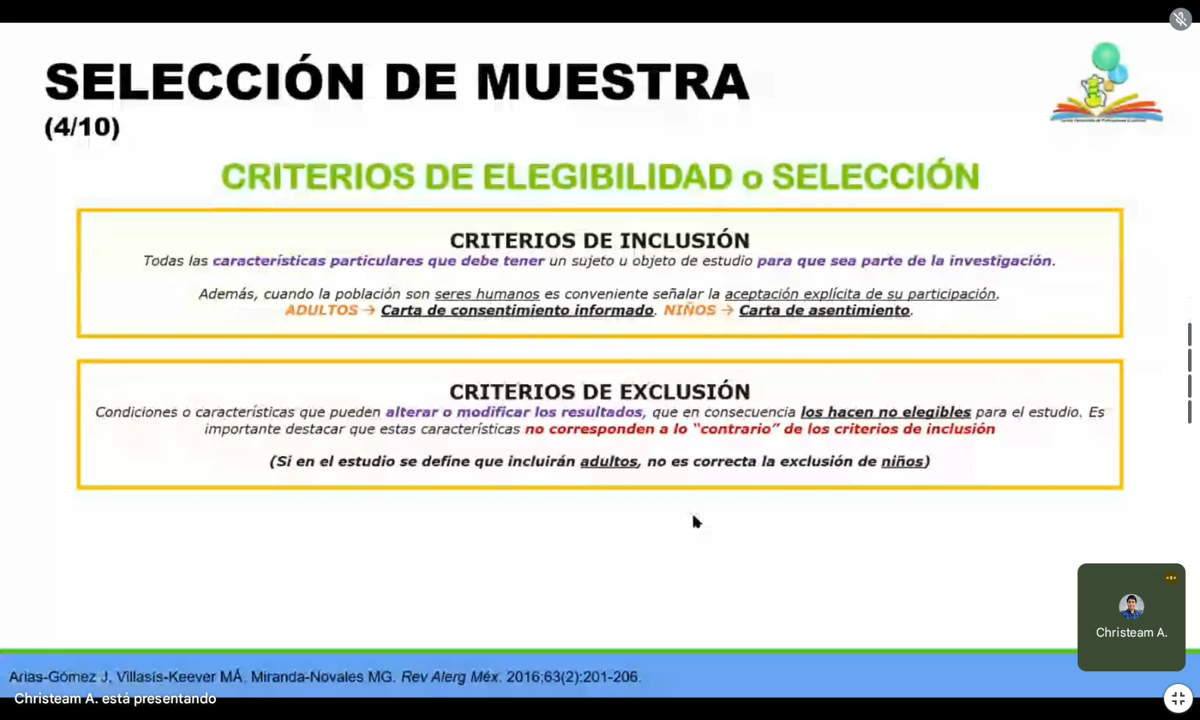 SELECCIÓN DE MUESTRA
(4/10)
CRITERIOS DE ELEGIBILIDAD o SELECCIÓN
CRITERIOS DE INCLUSIÓN
Todas las características particulares que debe tener un sujeto u objeto de estudio para que sea parte de la investigación.
Además, cuando la población son seres humanos es conveniente señalar la aceptación explícita de su participación.
ADULTOS → Carta de consentimiento informado. NIÑOS → Carta de asentimiento.
CRITERIOS DE EXCLUSIÓN
Condiciones o características que pueden alterar o modificar los resultados, que en consecuencia los hacen no elegibles para el estudio. Es
importante destacar que estas características no corresponden a lo "contrario" de los criterios de inclusión
(Si en el estudio se define que incluirán adultos, no es correcta la exclusión de niños)
Christeam A.
Arias-Gómez J, Villasís-Keever MÁ, Miranda-Novales MG. Rev Alerg Méx. 2016;63(2):201-206.
Christeam A. está presentando